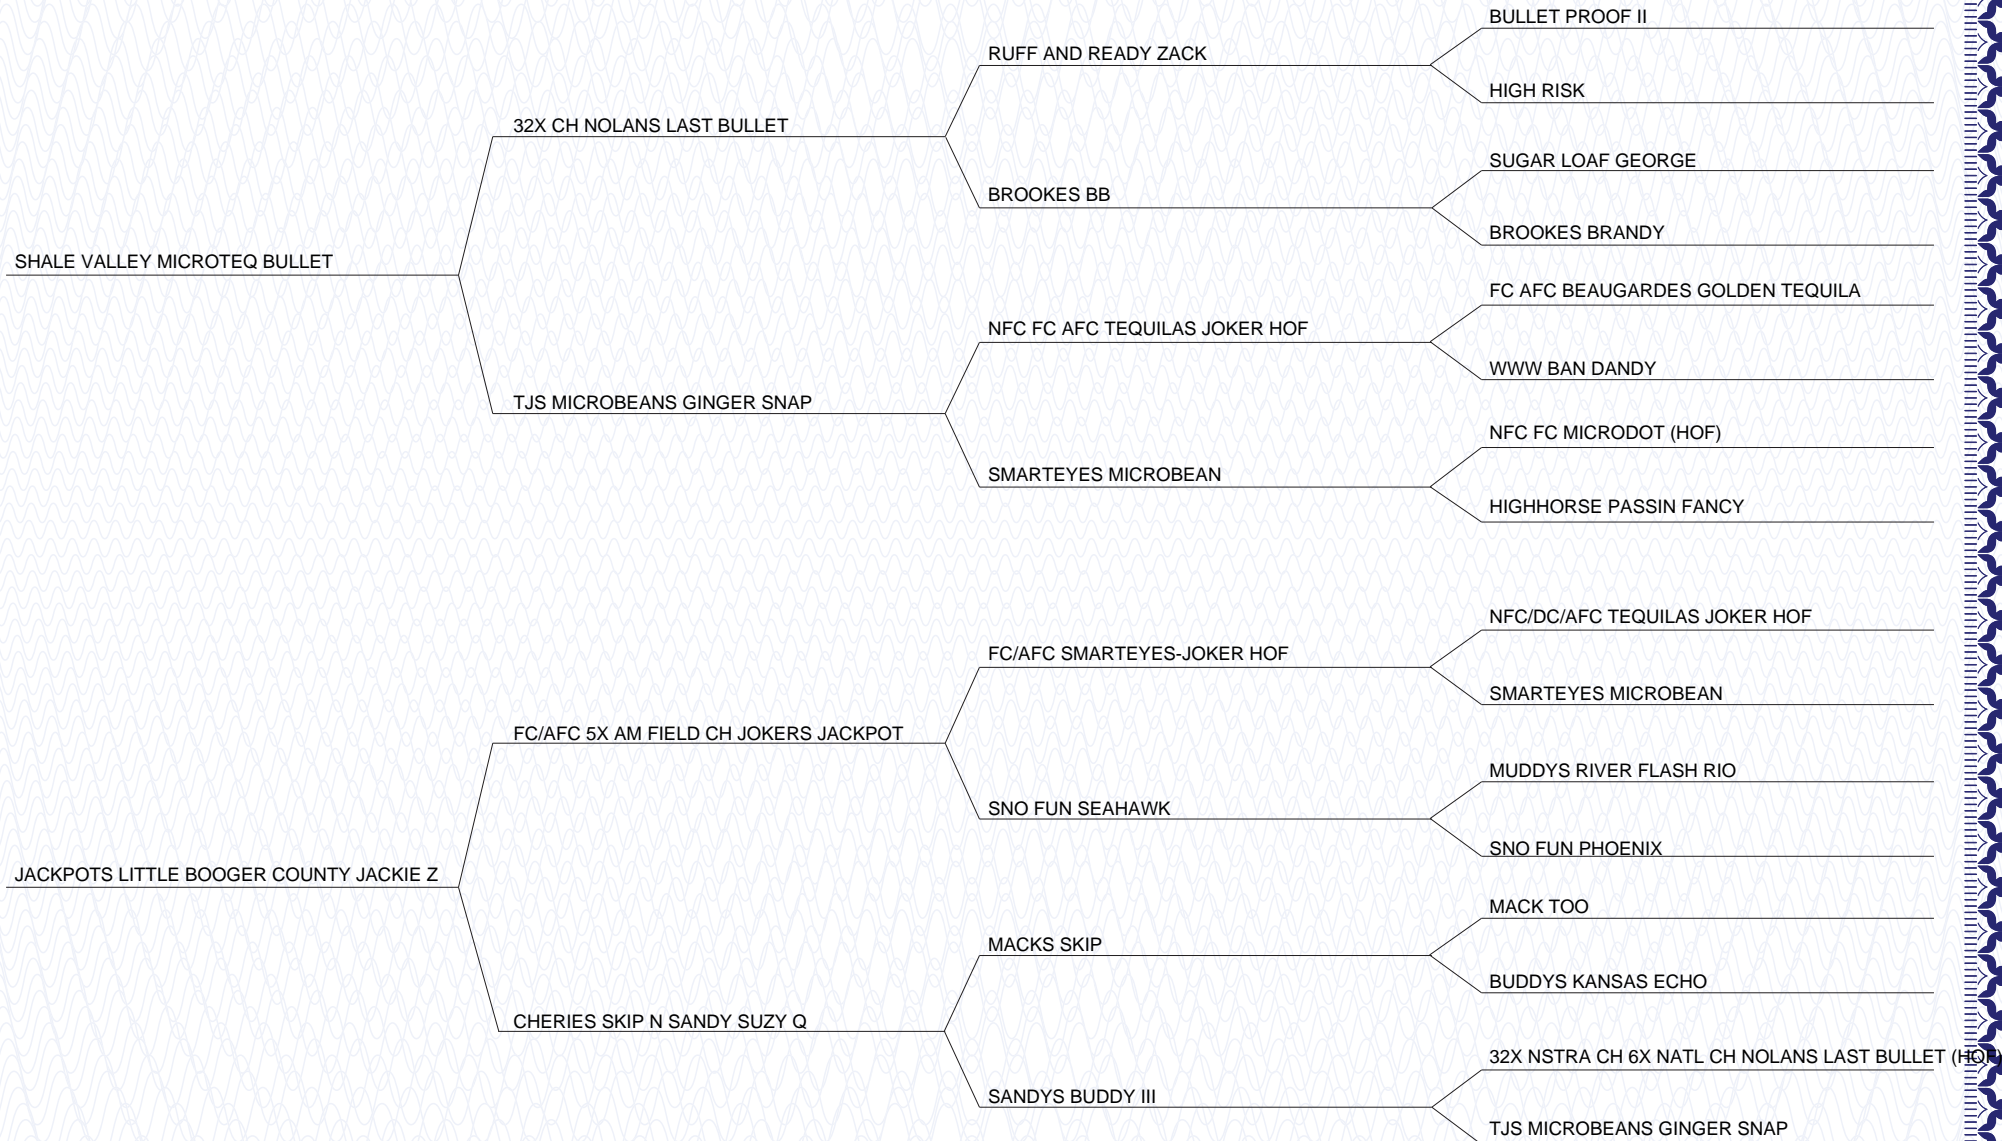 BULLET PROOF II
RUFF AND READY ZACK
HIGH RISK
32X CH NOLANS LAST BULLET
SUGAR LOAF GEORGE
BROOKES BB
BROOKES BRANDY
SHALE VALLEY MICROTEQ BULLET
FC AFC BEAUGARDES GOLDEN TEQUILA
NFC FC AFC TEQUILAS JOKER HOF
WWW BAN DANDY
TJS MICROBEANS GINGER SNAP
NFC FC MICRODOT (HOF)
SMARTEYES MICROBEAN
HIGHHORSE PASSIN FANCY
NFC/DC/AFC TEQUILAS JOKER HOF
FC/AFC SMARTEYES-JOKER HOF
SMARTEYES MICROBEAN
FC/AFC 5X AM FIELD CH JOKERS JACKPOT
MUDDYS RIVER FLASH RIO
SNO FUN SEAHAWK
SNO FUN PHOENIX
JACKPOTS LITTLE BOOGER COUNTY JACKIE Z
MACK TOO
MACKS SKIP
BUDDYS KANSAS ECHO
CHERIES SKIP N SANDY SUZY Q
32X NSTRA CH 6X NATL CH NOLANS LAST BULLET (HOF)
SANDYS BUDDY III
TJS MICROBEANS GINGER SNAP